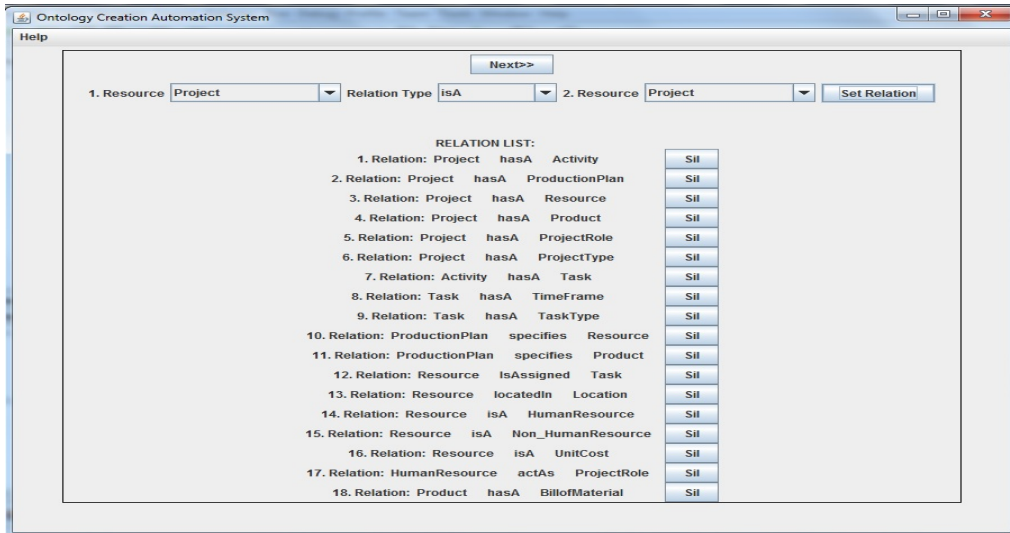 Ontology Creation Automation System
Help
Next>>
1. Resource Project Relation Type isA 2. Resource Project Set Relation
RELATION LIST:
1. Relation: Project hasA Activity Sil
2. Relation: Project hasA ProductionPlan Sil
3. Relation: Project hasA Resource Sil
4. Relation: Project hasA Product Sil
5. Relation: Project hasA ProjectRole Sil
6. Relation: Project hasA ProjectType Sil
7. Relation: Activity hasA Task Sil
8. Relation: Task hasA TimeFrame Sil
9. Relation: Task hasA TaskType Sil
10. Relation: ProductionPlan specifies Resource Sil
11. Relation: ProductionPlan specifies Product Sil
12. Relation: Resource IsAssigned Task Sil
13. Relation: Resource locatedIn Location Sil
14. Relation: Resource isA HumanResource Sil
15. Relation: Resource isA Non_HumanResource Sil
16. Relation: Resource isA UnitCost Sil
17. Relation: HumanResource actAs ProjectRole Sil
18. Relation: Product hasA BillofMaterial Sil